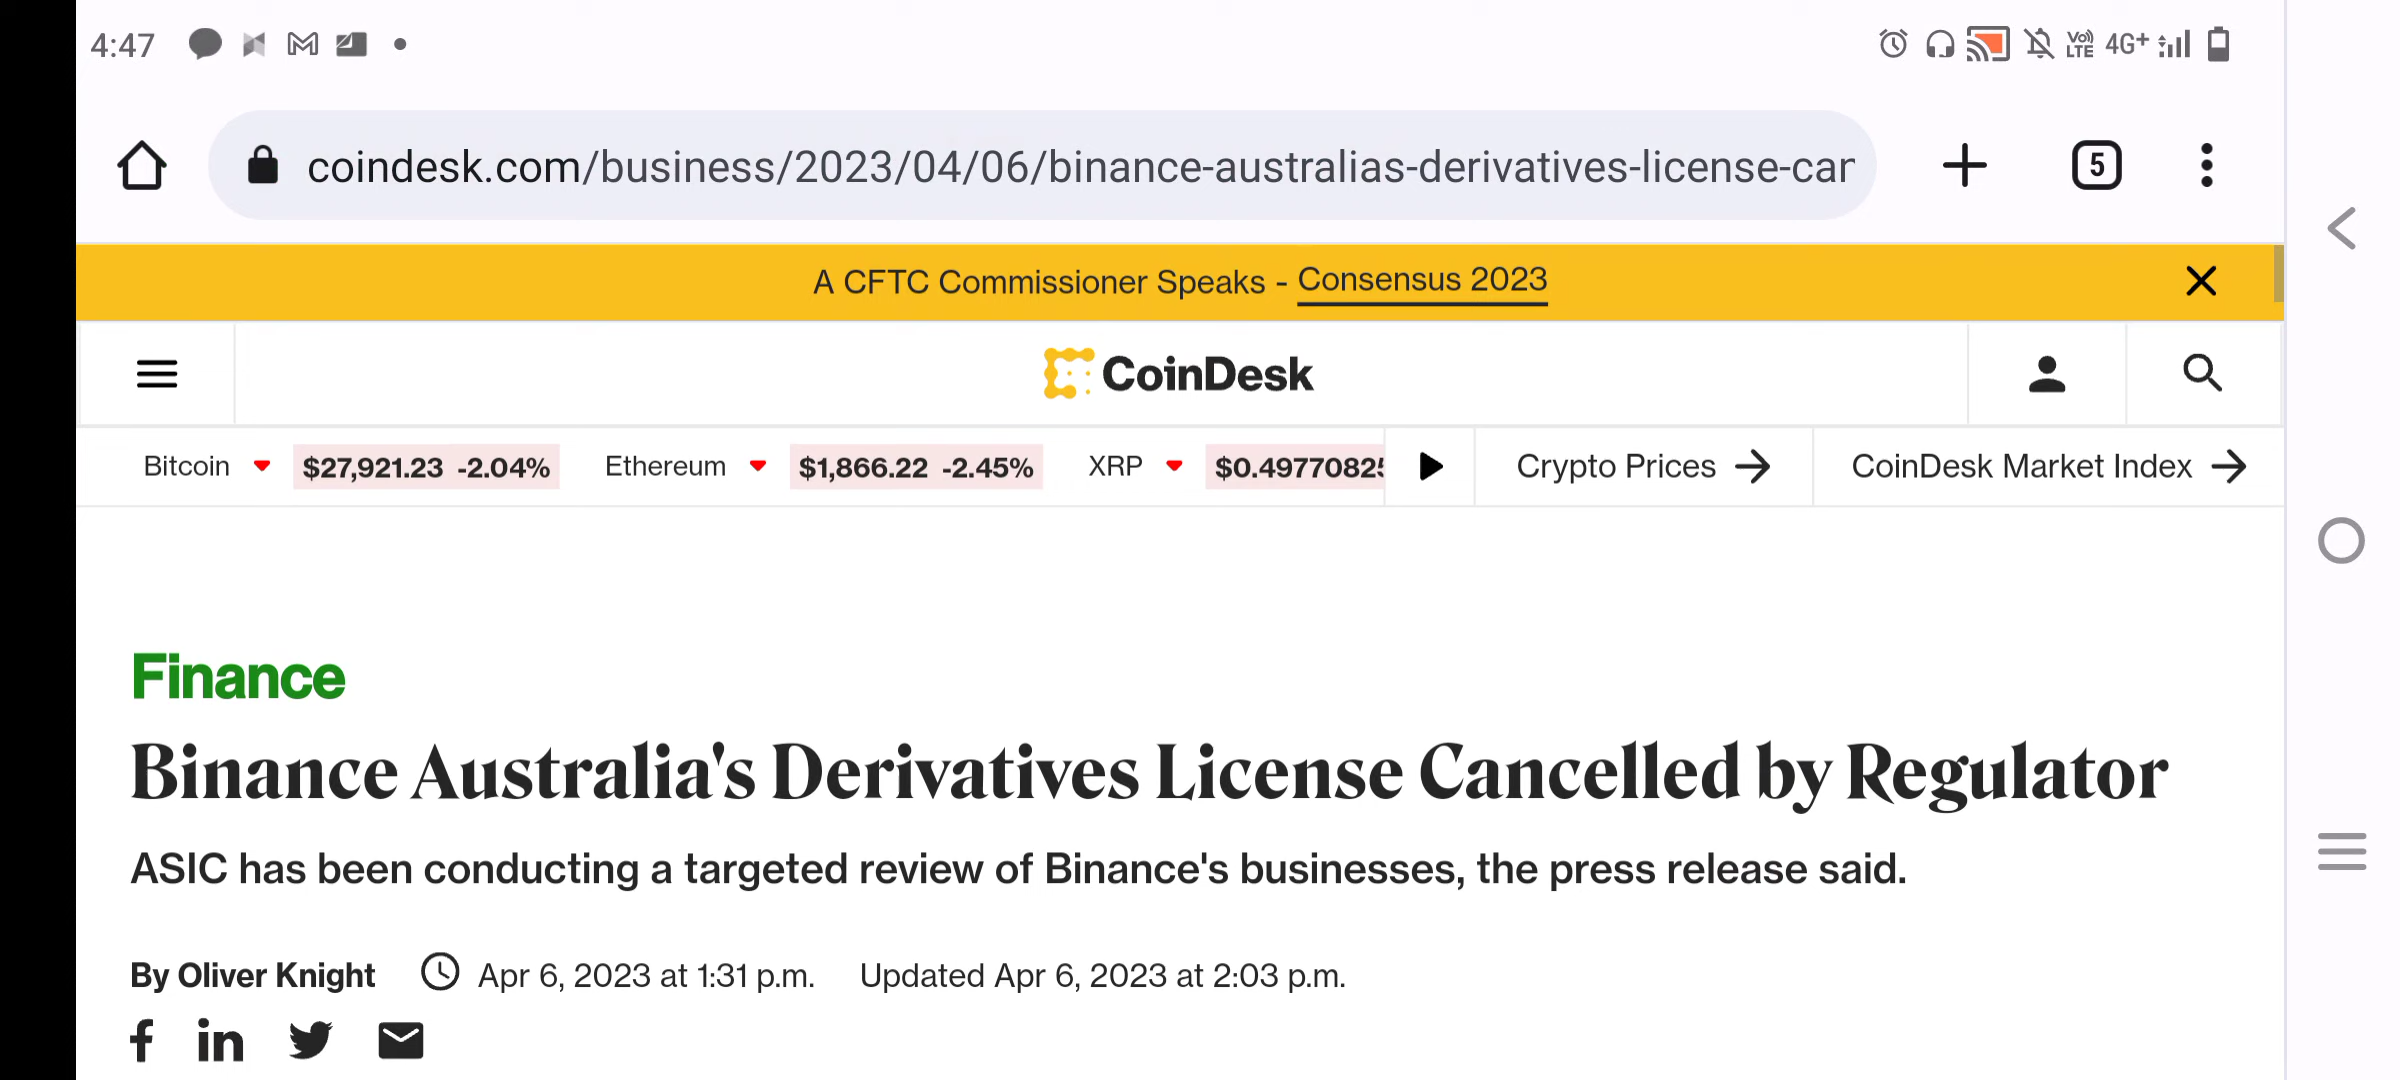 4:47
VoLTE 4G+
coindesk.com/business/2023/04/06/binance-australias-derivatives-license-car
5
A CFTC Commissioner Speaks - Consensus 2023
CoinDesk
Bitcoin $27,921.23 -2.04% Ethereum $1,866.22 -2.45% XRP $0.49770825 Crypto Prices → CoinDesk Market Index →
Finance
Binance Australia's Derivatives License Cancelled by Regulator
ASIC has been conducting a targeted review of Binance's businesses, the press release said.
By Oliver Knight Apr 6, 2023 at 1:31 p.m. Updated Apr 6, 2023 at 2:03 p.m.